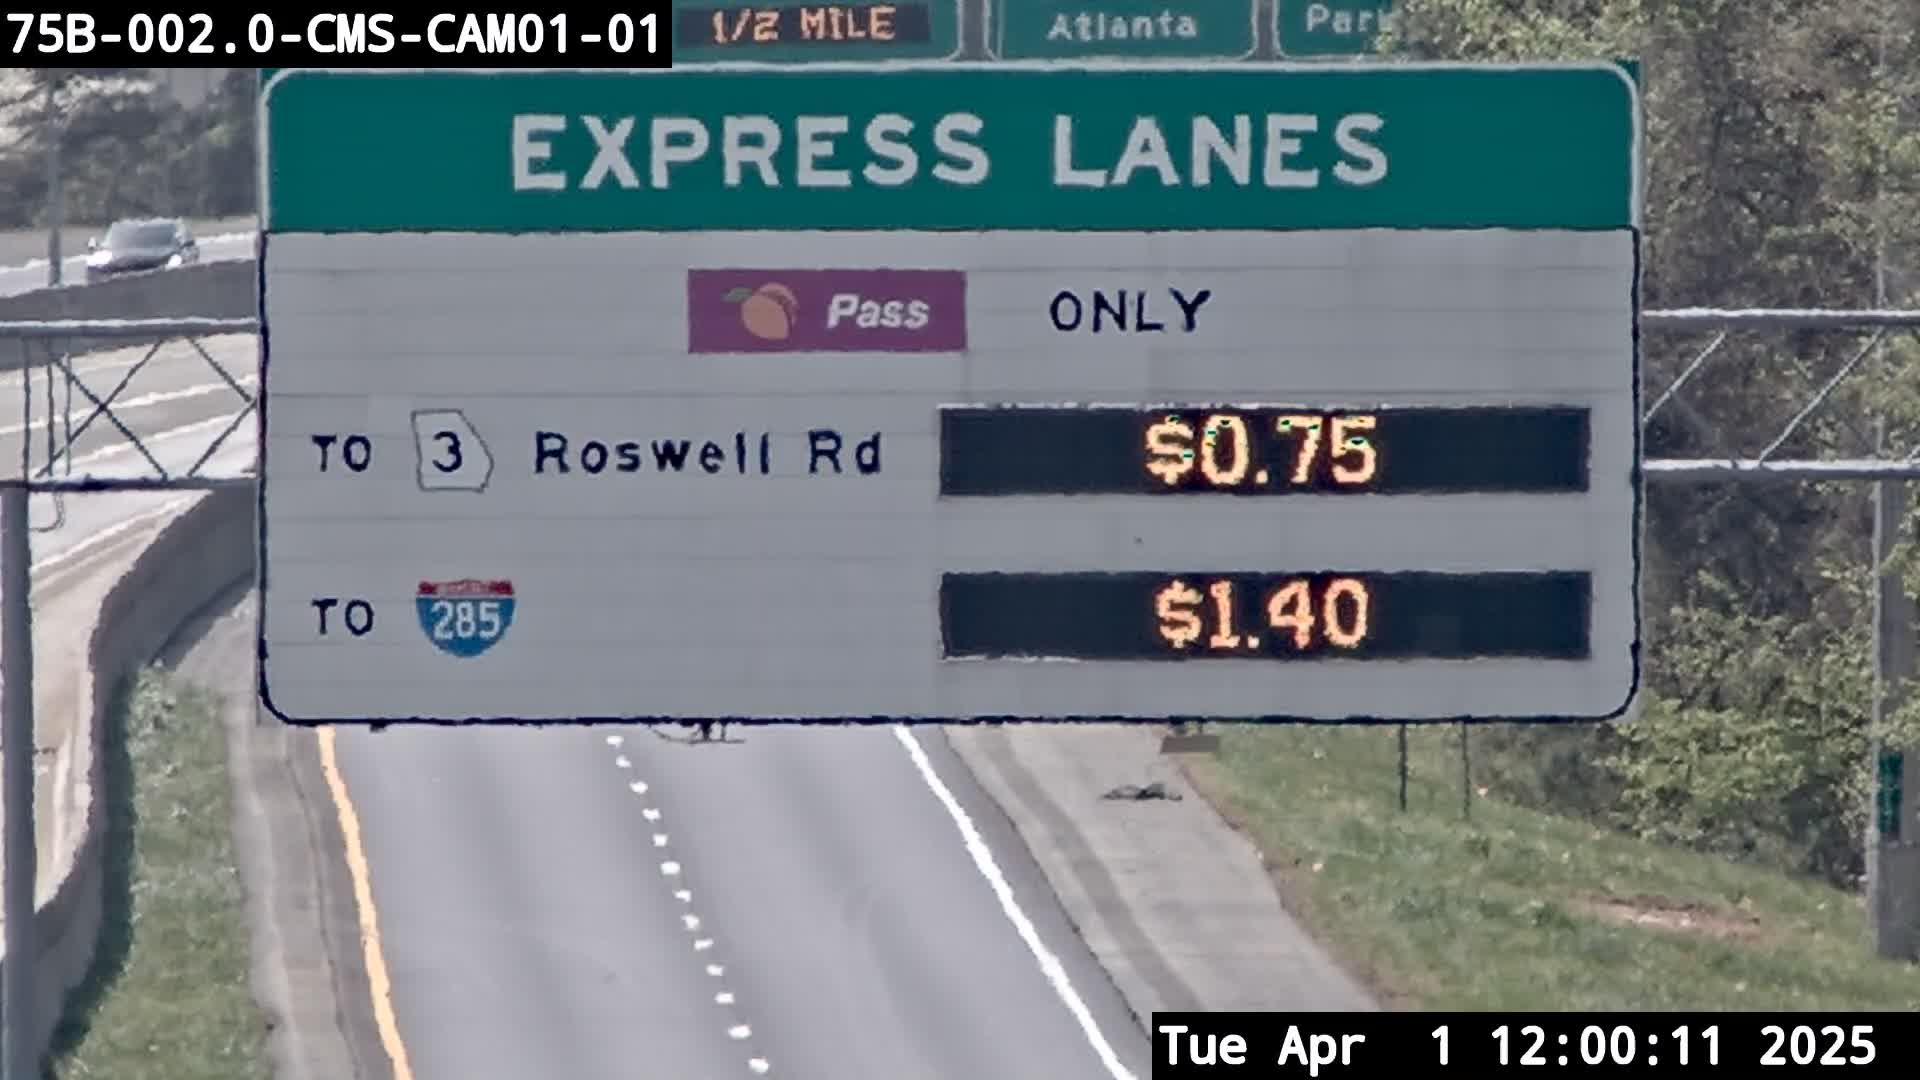 75B-002.0-CMS-CAM01-01
1/2 MILE
Atlanta
EXPRESS LANES
Pass ONLY
TO 3 Roswell Rd $0.75
TO 285 $1.40
Tue Apr 1 12:00:11 2025